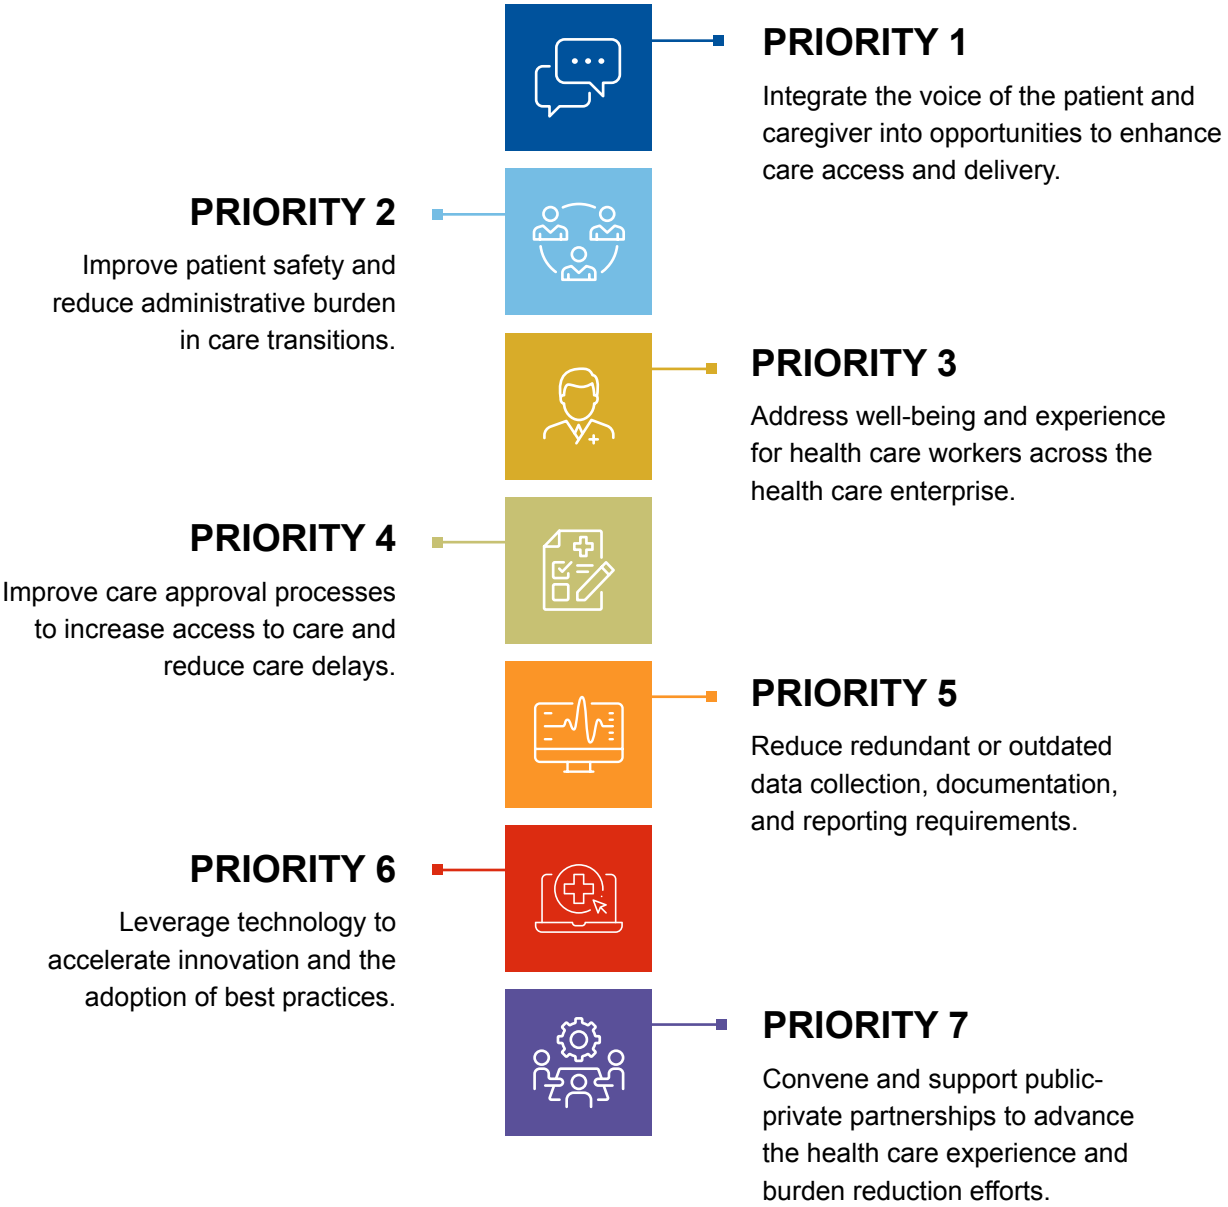 PRIORITY 1
Integrate the voice of the patient and
caregiver into opportunities to enhance
care access and delivery.
PRIORITY 2
Improve patient safety and
reduce administrative burden
in care transitions.
PRIORITY 3
Address well-being and experience
for health care workers across the
health care enterprise.
PRIORITY 4
Improve care approval processes
to increase access to care and
reduce care delays.
PRIORITY 5
Reduce redundant or outdated
data collection, documentation,
and reporting requirements.
PRIORITY 6
Leverage technology to
accelerate innovation and the
adoption of best practices.
PRIORITY 7
Convene and support public-
private partnerships to advance
the health care experience and
burden reduction efforts.